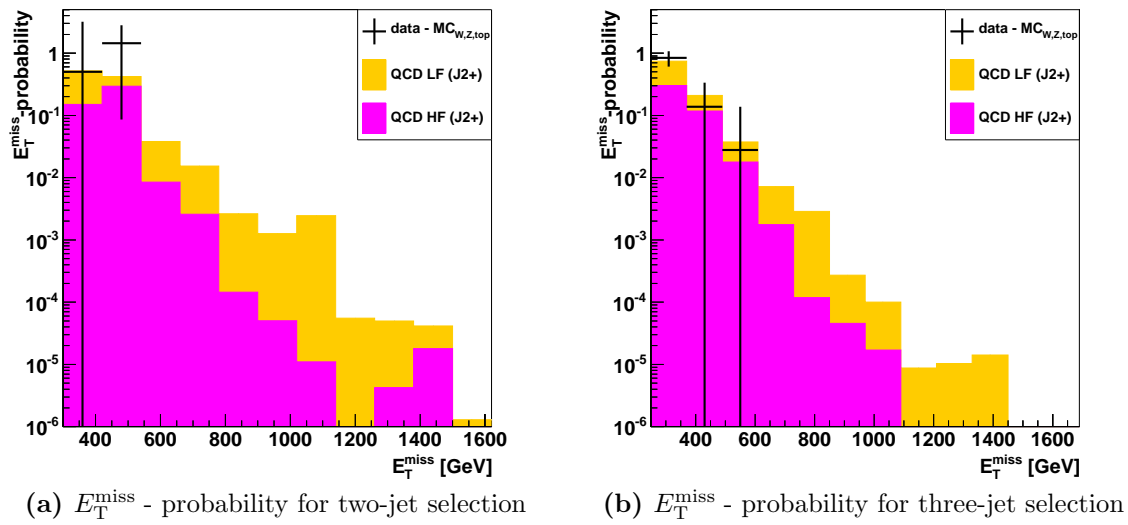 E_T^miss-probability
1
10^-1
10^-2
10^-3
10^-4
10^-5
10^-6
data - MC_W,Z,top
QCD LF (J2+)
QCD HF (J2+)
400 600 800 1000 1200 1400 1600
E_T^miss [GeV]
(a) E_T^miss - probability for two-jet selection
E_T^miss-probability
1
10^-1
10^-2
10^-3
10^-4
10^-5
10^-6
data - MC_W,Z,top
QCD LF (J2+)
QCD HF (J2+)
400 600 800 1000 1200 1400 1600
E_T^miss [GeV]
(b) E_T^miss - probability for three-jet selection